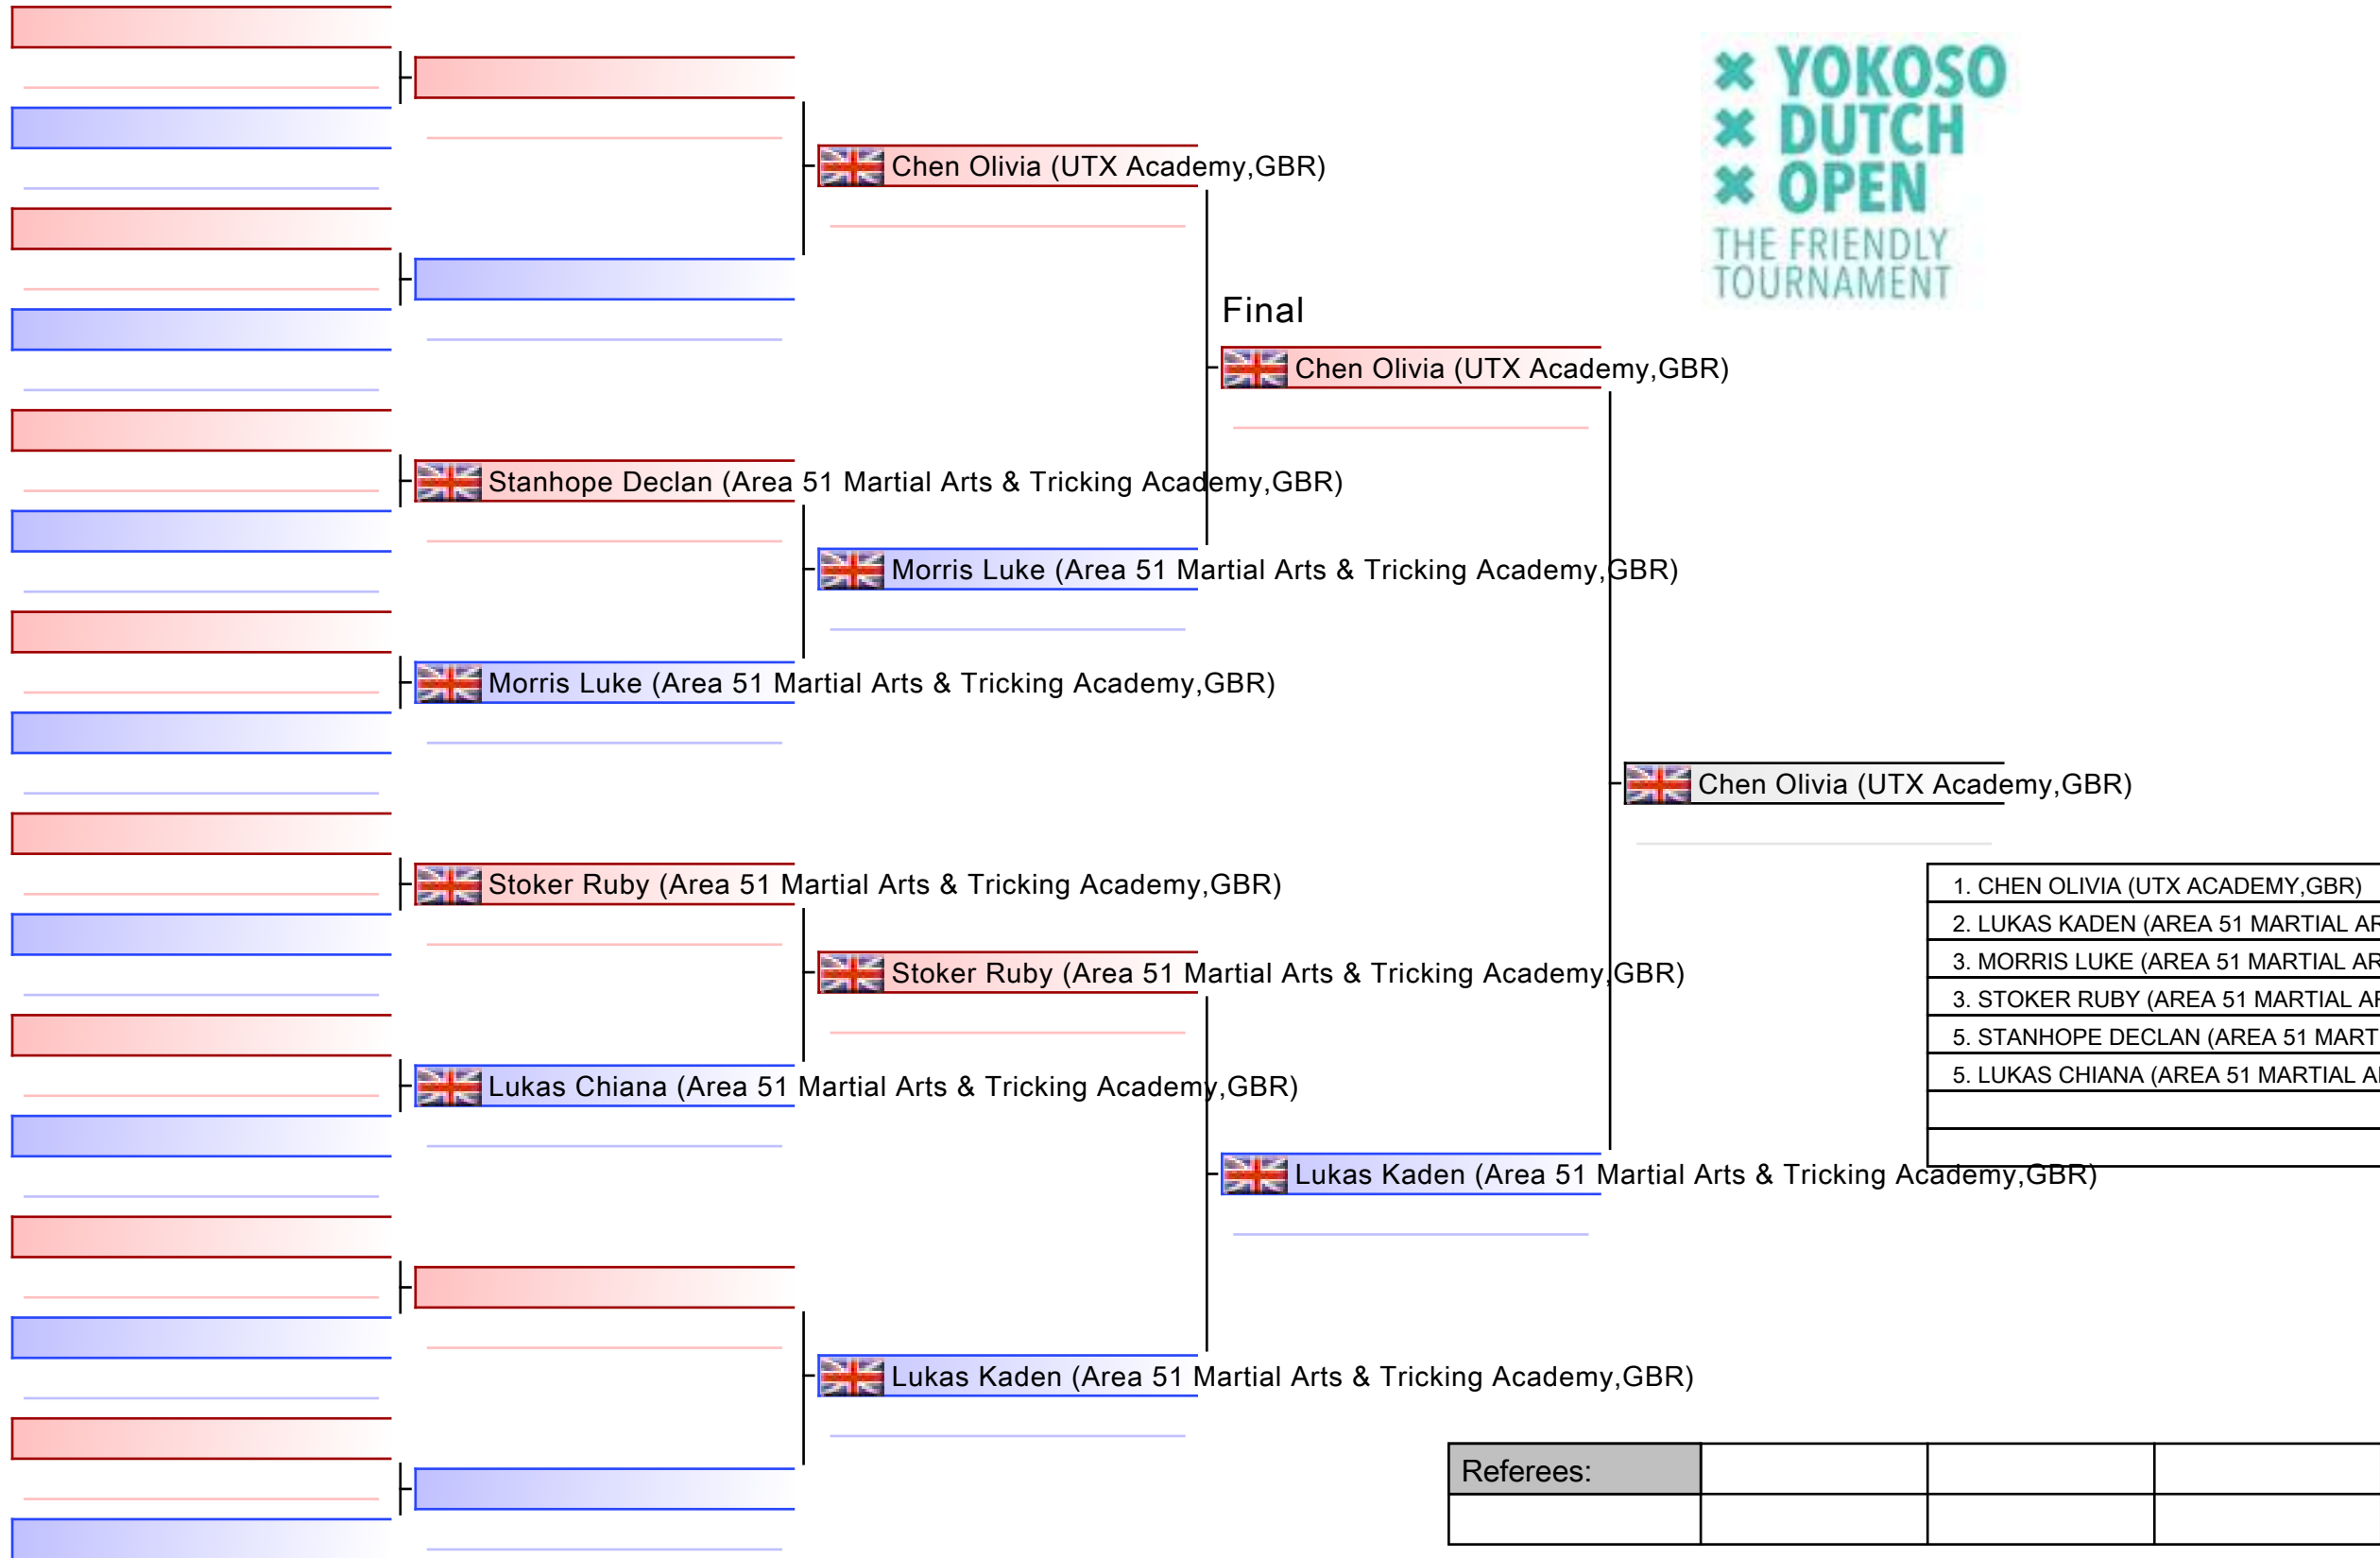 YOKOSO
DUTCH
OPEN
THE FRIENDLY
TOURNAMENT
Chen Olivia (UTX Academy,GBR)
Final
Chen Olivia (UTX Academy,GBR)
Stanhope Declan (Area 51 Martial Arts & Tricking Academy,GBR)
Morris Luke (Area 51 Martial Arts & Tricking Academy,GBR)
Morris Luke (Area 51 Martial Arts & Tricking Academy,GBR)
Chen Olivia (UTX Academy,GBR)
Stoker Ruby (Area 51 Martial Arts & Tricking Academy,GBR)
Stoker Ruby (Area 51 Martial Arts & Tricking Academy,GBR)
Lukas Chiana (Area 51 Martial Arts & Tricking Academy,GBR)
Lukas Kaden (Area 51 Martial Arts & Tricking Academy,GBR)
Lukas Kaden (Area 51 Martial Arts & Tricking Academy,GBR)
1. CHEN OLIVIA (UTX ACADEMY,GBR)
2. LUKAS KADEN (AREA 51 MARTIAL AR
3. MORRIS LUKE (AREA 51 MARTIAL AR
3. STOKER RUBY (AREA 51 MARTIAL AR
5. STANHOPE DECLAN (AREA 51 MART
5. LUKAS CHIANA (AREA 51 MARTIAL A
Referees: